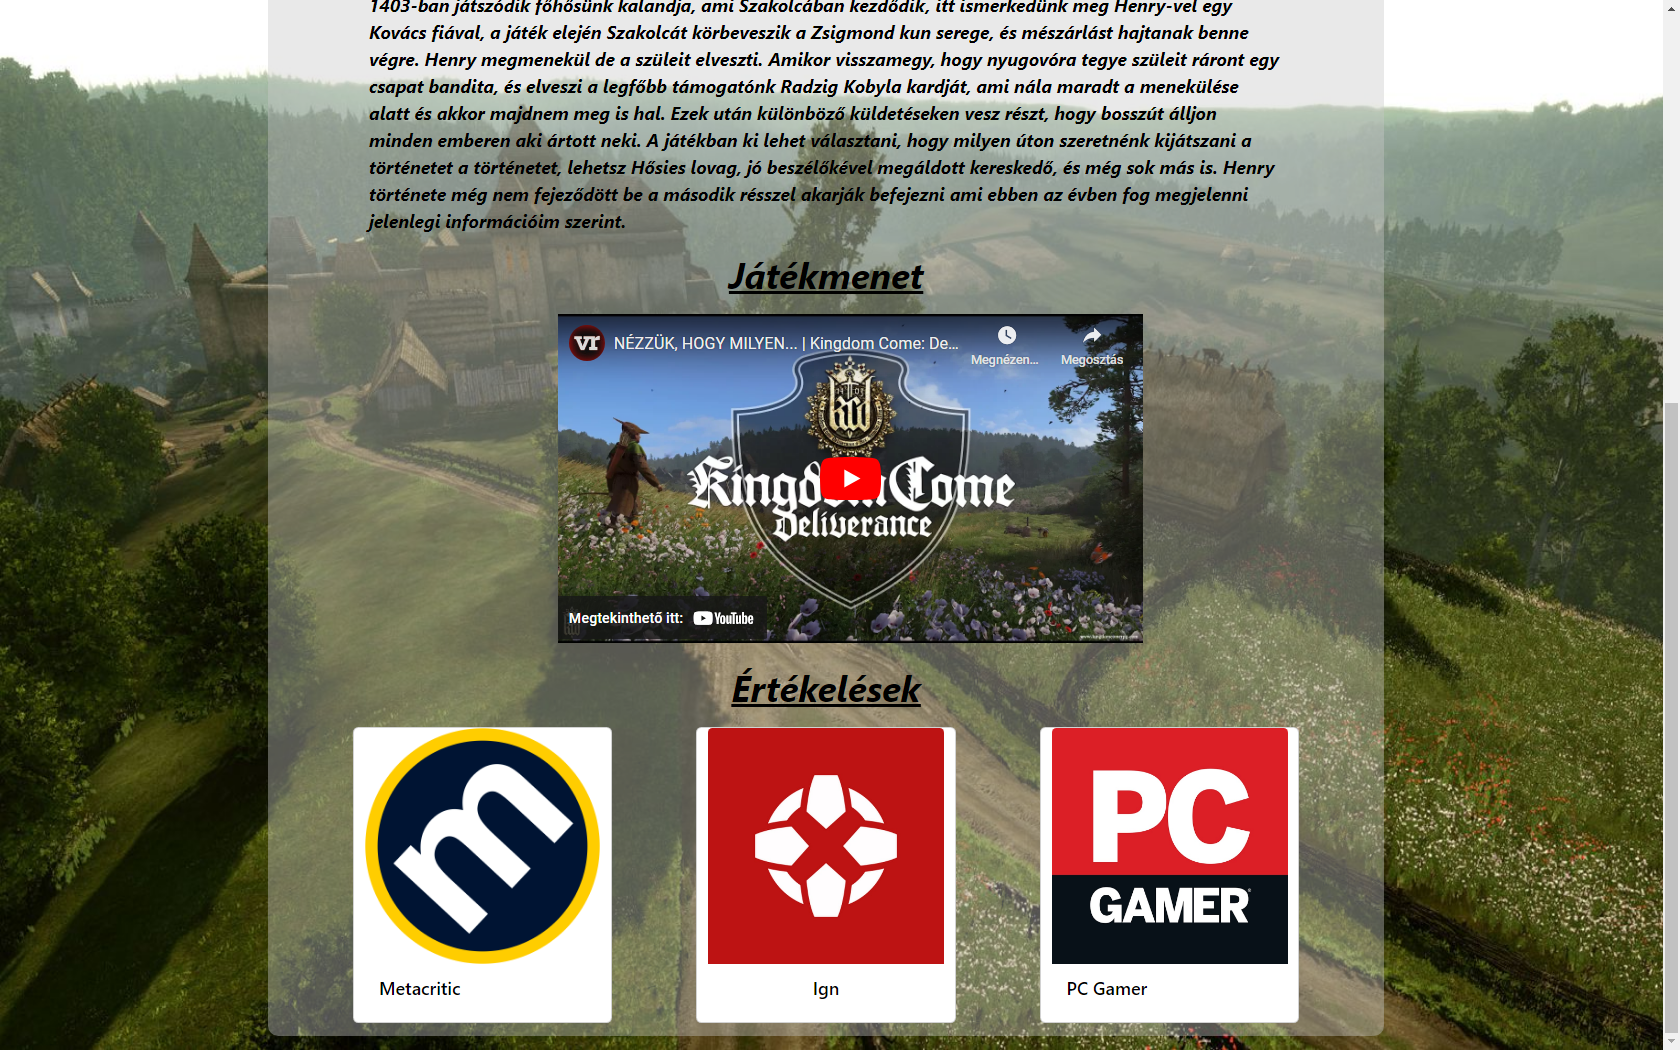 1403-ban játszódik főhősünk kalandja, ami Szakolcában kezdődik, itt ismerkedünk meg Henry-vel egy
Kovács fiával, a játék elején Szakolcát körbeveszik a Zsigmond kun serege, és mészárlást hajtanak benne
végre. Henry megmenekül de a szüleit elveszti. Amikor visszamegy, hogy nyugovóra tegye szüleit ráront egy
csapat bandita, és elveszi a legfőbb támogatónk Radzig Kobyla kardját, ami nála maradt a menekülése
alatt és akkor majdnem meg is hal. Ezek után különböző küldetéseken vesz részt, hogy bosszút álljon
minden emberen aki ártott neki. A játékban ki lehet választani, hogy milyen úton szeretnénk kijátszani a
történetet a történetet, lehetsz Hősies lovag, jó beszélőkével megáldott kereskedő, és még sok más is. Henry
története még nem fejeződött be a második résszel akarják befejezni ami ebben az évben fog megjelenni
jelenlegi információim szerint.
Játékmenet
vr NÉZZÜK, HOGY MILYEN... | Kingdom Come: De...
Megnézen... Megosztás
Kingdom Come
Deliverance
Megtekinthető itt: YouTube
Értékelések
m
PC
GAMER
Metacritic
Ign
PC Gamer